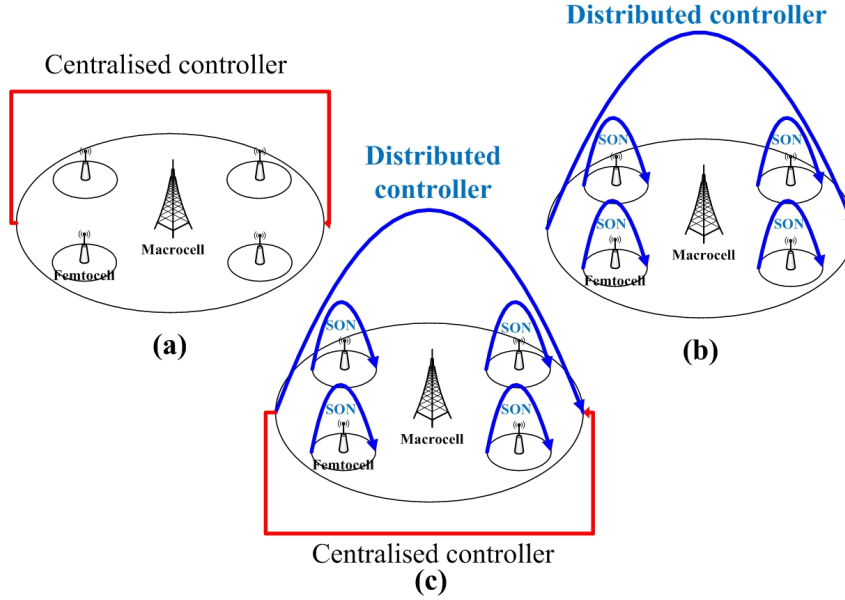 Centralised controller
Macrocell
Femtocell
(a)
Distributed controller
SON
SON
SON
SON
Macrocell
Femtocell
(b)
Distributed
controller
SON
SON
SON
SON
Macrocell
Femtocell
Centralised controller
(c)